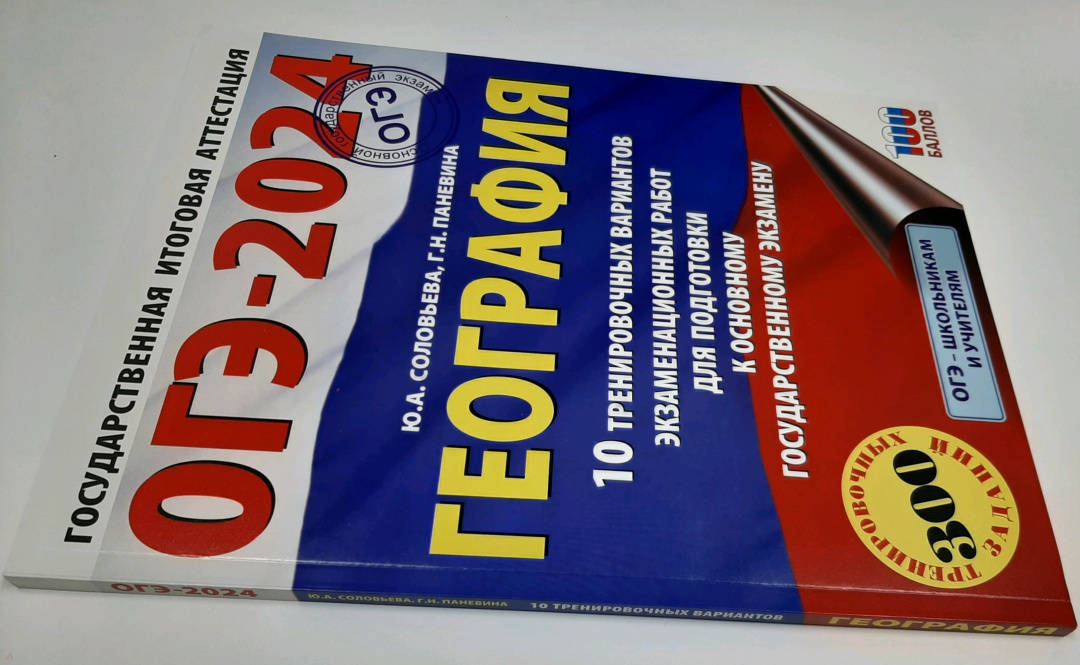 ГОСУДАРСТВЕННАЯ ИТОГОВАЯ АТТЕСТАЦИЯ
ОГЭ-2024
ОГЭ
Ю.А. СОЛОВЬЕВА, Г.Н. ПАНЕВИНА
ГЕОГРАФИЯ
10 ТРЕНИРОВОЧНЫХ ВАРИАНТОВ
ЭКЗАМЕНАЦИОННЫХ РАБОТ
ДЛЯ ПОДГОТОВКИ
К ОСНОВНОМУ
ГОСУДАРСТВЕННОМУ ЭКЗАМЕНУ
100
БАЛЛОВ
ОГЭ – ШКОЛЬНИКАМ
И УЧИТЕЛЯМ
ТРЕНИРОВОЧНЫХ
300
ЗАДАНИЙ
ОГЭ-2024
Ю.А. СОЛОВЬЕВА, Г.Н. ПАНЕВИНА
10 ТРЕНИРОВОЧНЫХ ВАРИАНТОВ
ГЕОГРАФИЯ